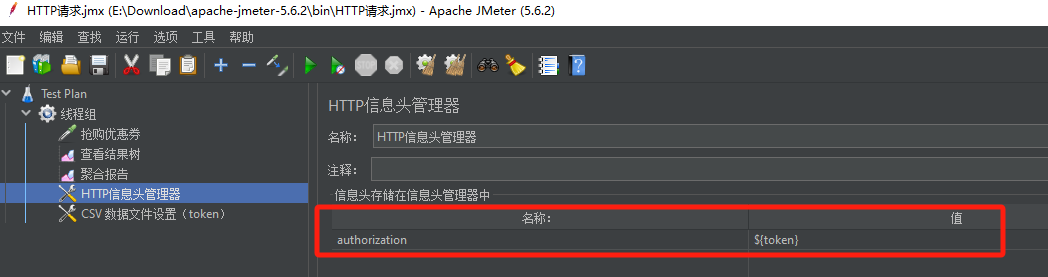 HTTP请求.jmx (E:\Download\apache-jmeter-5.6.2\bin\HTTP请求.jmx) - Apache JMeter (5.6.2)
文件 编辑 查找 运行 选项 工具 帮助
STOP
Test Plan
线程组
抢购优惠券
查看结果树
聚合报告
HTTP信息头管理器
CSV 数据文件设置（token）
HTTP信息头管理器
名称： HTTP信息头管理器
注释：
信息头存储在信息头管理器中
名称： 值
authorization ${token}